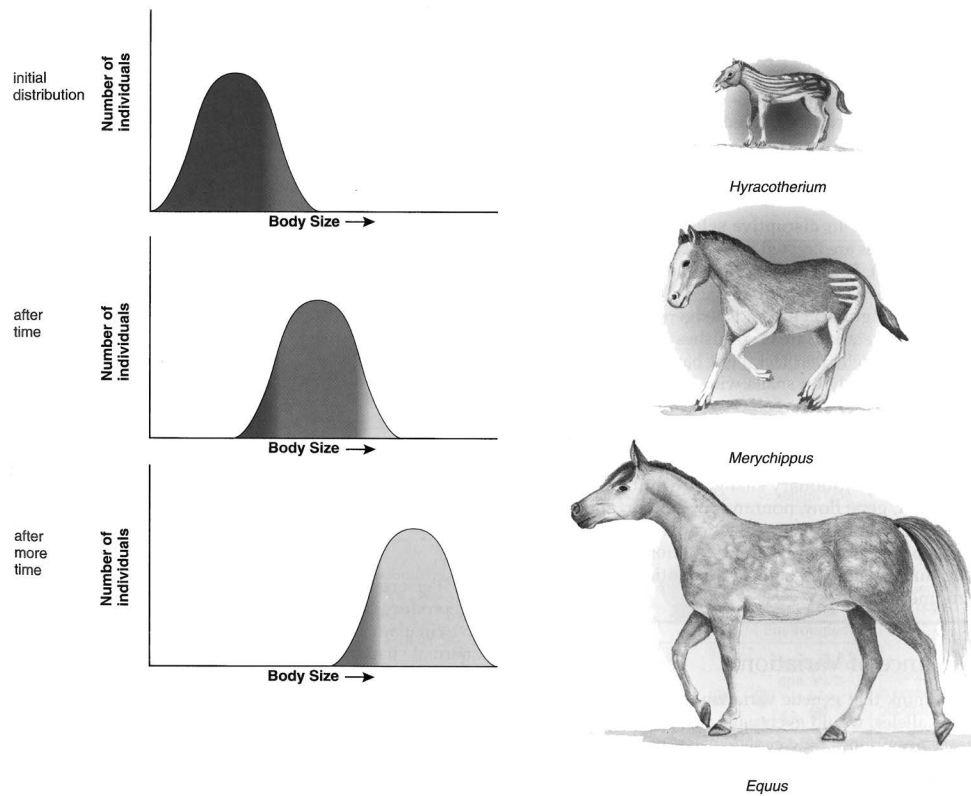 initial
distribution
Number of
individuals
Body Size →
Hyracotherium
after
time
Number of
individuals
Body Size →
Merychippus
after
more
time
Number of
individuals
Body Size →
Equus